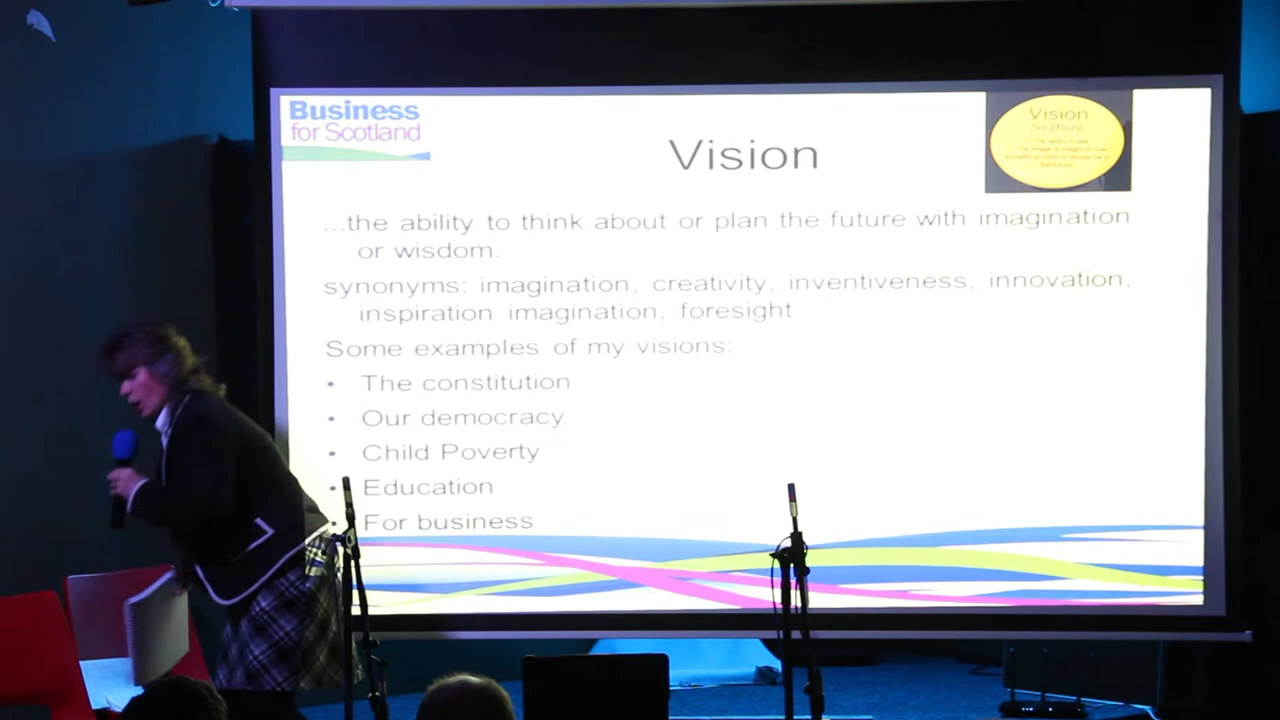 Business
for Scotland
Vision
Vision
/vi-zhun/
...the ability to think about or plan the future with imagination
or wisdom.
synonyms: imagination, creativity, inventiveness, innovation,
inspiration imagination, foresight
Some examples of my visions:
• The constitution
• Our democracy
• Child Poverty
• Education
• For business